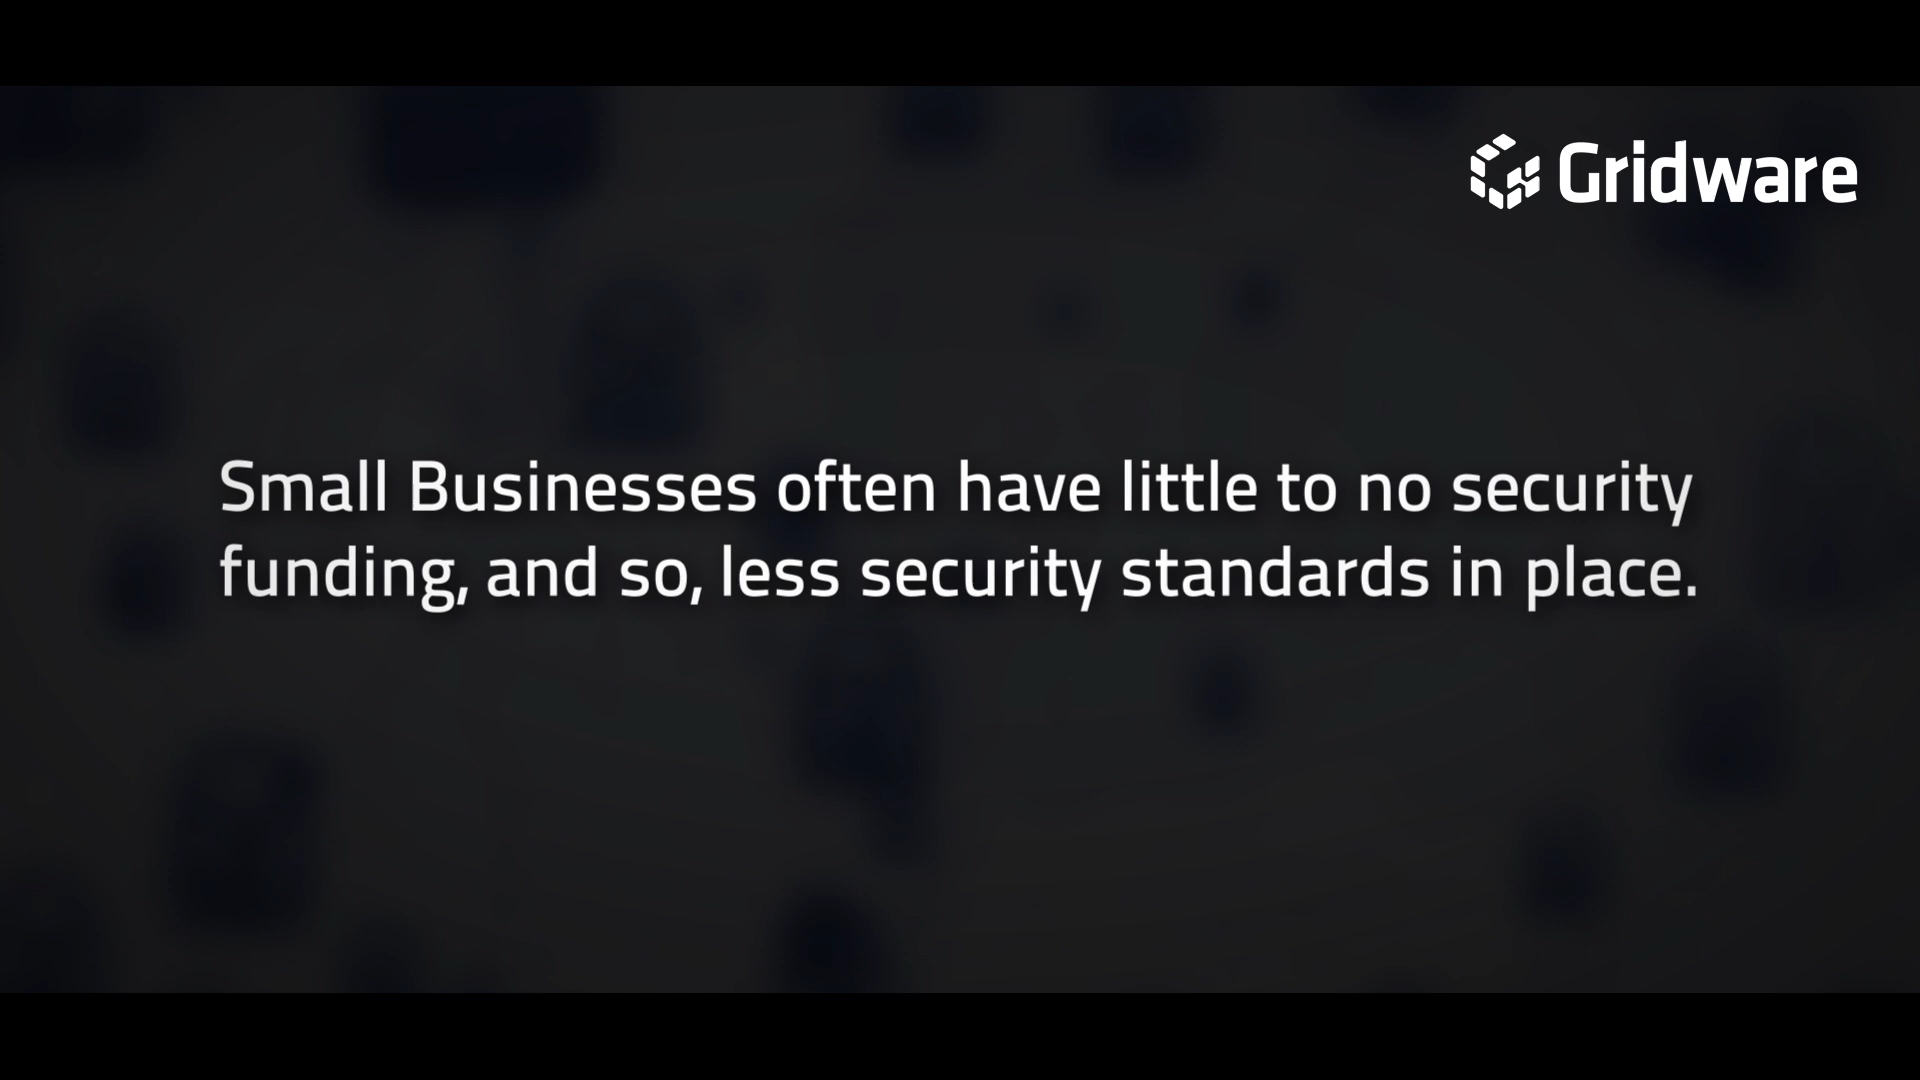 Gridware
Small Businesses often have little to no security
funding, and so, less security standards in place.